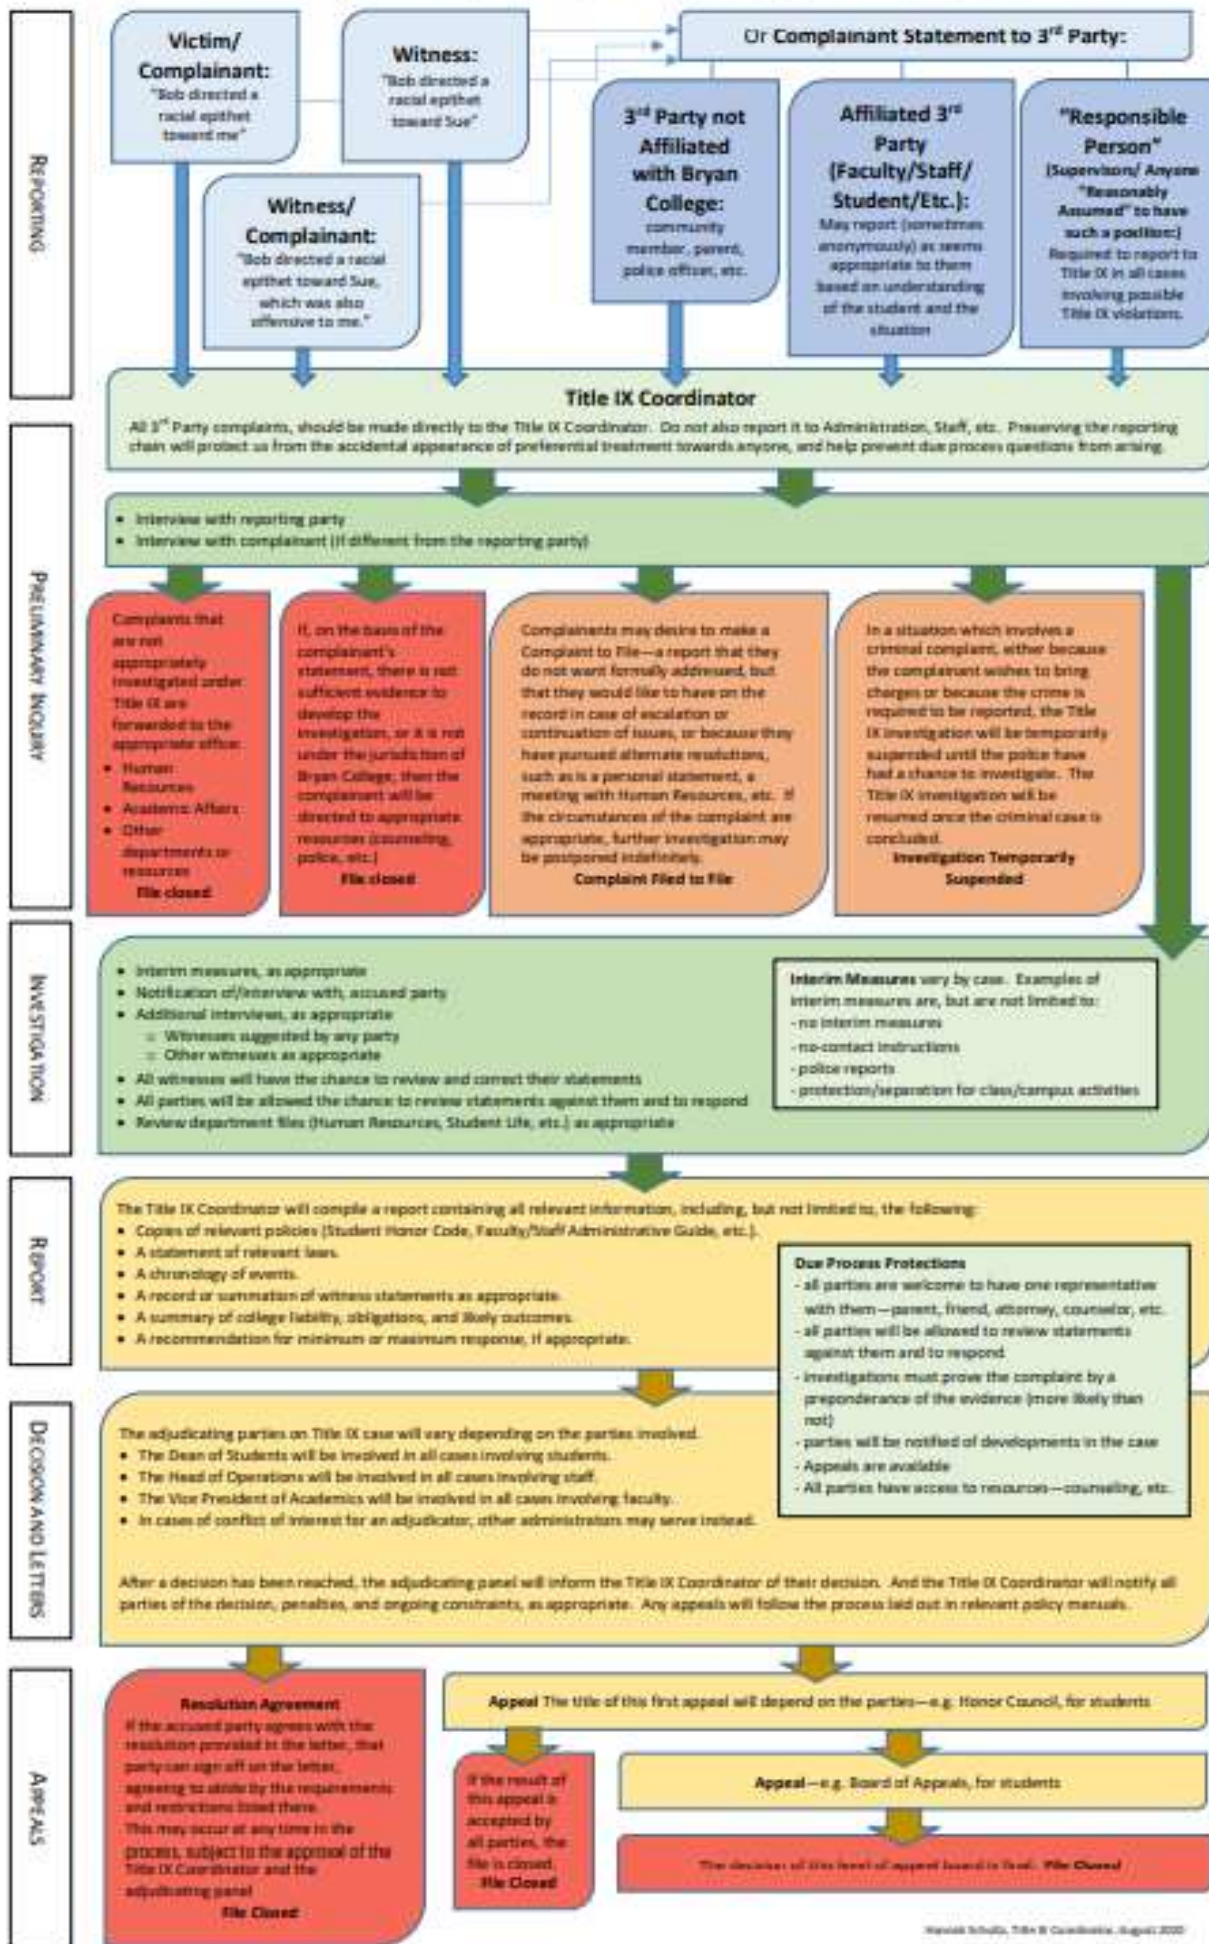 REPORTING
Victim/
Complainant:
"Bob directed a
racial epithet
toward me"
Witness:
"Bob directed a
racial epithet
toward Sue"
Witness/
Complainant:
"Bob directed a racial
epithet toward Sue,
which was also
offensive to me."
Or Complainant Statement to 3rd Party:
3rd Party not
Affiliated
with Bryan
College:
community
member, parent,
police officer, etc.
Affiliated 3rd
Party
(Faculty/Staff/
Student/Etc.):
May report (sometimes
anonymously) as seems
appropriate to them
based on understanding
of the student and the
situation
"Responsible
Person"
(Supervisors/ Anyone
"Reasonably
Assumed" to have
such a position:)
Required to report to
Title IX in all cases
involving possible
Title IX violations.
Title IX Coordinator
All 3rd Party complaints, should be made directly to the Title IX Coordinator. Do not also report it to Administration, Staff, etc. Preserving the reporting
chain will protect us from the accidental appearance of preferential treatment towards anyone, and help prevent due process questions from arising.
PRELIMINARY INQUIRY
• Interview with reporting party
• Interview with complainant (if different from the reporting party)
Complaints that
are not
appropriately
investigated under
Title IX are
forwarded to the
appropriate office:
• Human
Resources
• Academic Affairs
• Other
departments or
resources
File closed
If, on the basis of the
complainant's
statement, there is not
sufficient evidence to
develop the
investigation, or it is not
under the jurisdiction of
Bryan College, then the
complainant will be
directed to appropriate
resources (counseling,
police, etc.)
File closed
Complainants may desire to make a
Complaint to File—a report that they
do not want formally addressed, but
that they would like to have on the
record in case of escalation or
continuation of issues, or because they
have pursued alternate resolutions,
such as is a personal statement, a
meeting with Human Resources, etc. If
the circumstances of the complaint are
appropriate, further investigation may
be postponed indefinitely.
Complaint Filed to File
In a situation which involves a
criminal complaint, either because
the complainant wishes to bring
charges or because the crime is
required to be reported, the Title
IX investigation will be temporarily
suspended until the police have
had a chance to investigate. The
Title IX investigation will be
resumed once the criminal case is
concluded.
Investigation Temporarily
Suspended
INVESTIGATION
• Interim measures, as appropriate
• Notification of/interview with, accused party
• Additional interviews, as appropriate
o Witnesses suggested by any party
o Other witnesses as appropriate
• All witnesses will have the chance to review and correct their statements
• All parties will be allowed the chance to review statements against them and to respond
• Review department files (Human Resources, Student Life, etc.) as appropriate
Interim Measures vary by case. Examples of
interim measures are, but are not limited to:
- no interim measures
- no-contact instructions
- police reports
- protection/separation for class/campus activities
REPORT
The Title IX Coordinator will compile a report containing all relevant information, including, but not limited to, the following:
• Copies of relevant policies (Student Honor Code, Faculty/Staff Administrative Guide, etc.).
• A statement of relevant laws.
• A chronology of events.
• A record or summation of witness statements as appropriate.
• A summary of college liability, obligations, and likely outcomes.
• A recommendation for minimum or maximum response, if appropriate.
Due Process Protections
- all parties are welcome to have one representative
with them—parent, friend, attorney, counselor, etc.
- all parties will be allowed to review statements
against them and to respond
- investigations must prove the complaint by a
preponderance of the evidence (more likely than
not)
- parties will be notified of developments in the case
- Appeals are available
- All parties have access to resources—counseling, etc.
DECISION AND LETTERS
The adjudicating parties on Title IX case will vary depending on the parties involved.
• The Dean of Students will be involved in all cases involving students.
• The Head of Operations will be involved in all cases involving staff.
• The Vice President of Academics will be involved in all cases involving faculty.
• In cases of conflict of interest for an adjudicator, other administrators may serve instead.
After a decision has been reached, the adjudicating panel will inform the Title IX Coordinator of their decision. And the Title IX Coordinator will notify all
parties of the decision, penalties, and ongoing constraints, as appropriate. Any appeals will follow the process laid out in relevant policy manuals.
APPEALS
Resolution Agreement
If the accused party agrees with the
resolution provided in the letter, that
party can sign off on the letter,
agreeing to abide by the requirements
and restrictions listed there.
This may occur at any time in the
process, subject to the approval of the
Title IX Coordinator and the
adjudicating panel
File Closed
Appeal The title of this first appeal will depend on the parties—e.g. Honor Council, for students
If the result of
this appeal is
accepted by
all parties, the
file is closed.
File Closed
Appeal—e.g. Board of Appeals, for students
The decision of this level of appeal board is final. File Closed
Hannah Schultz, Title IX Coordinator, August 2020